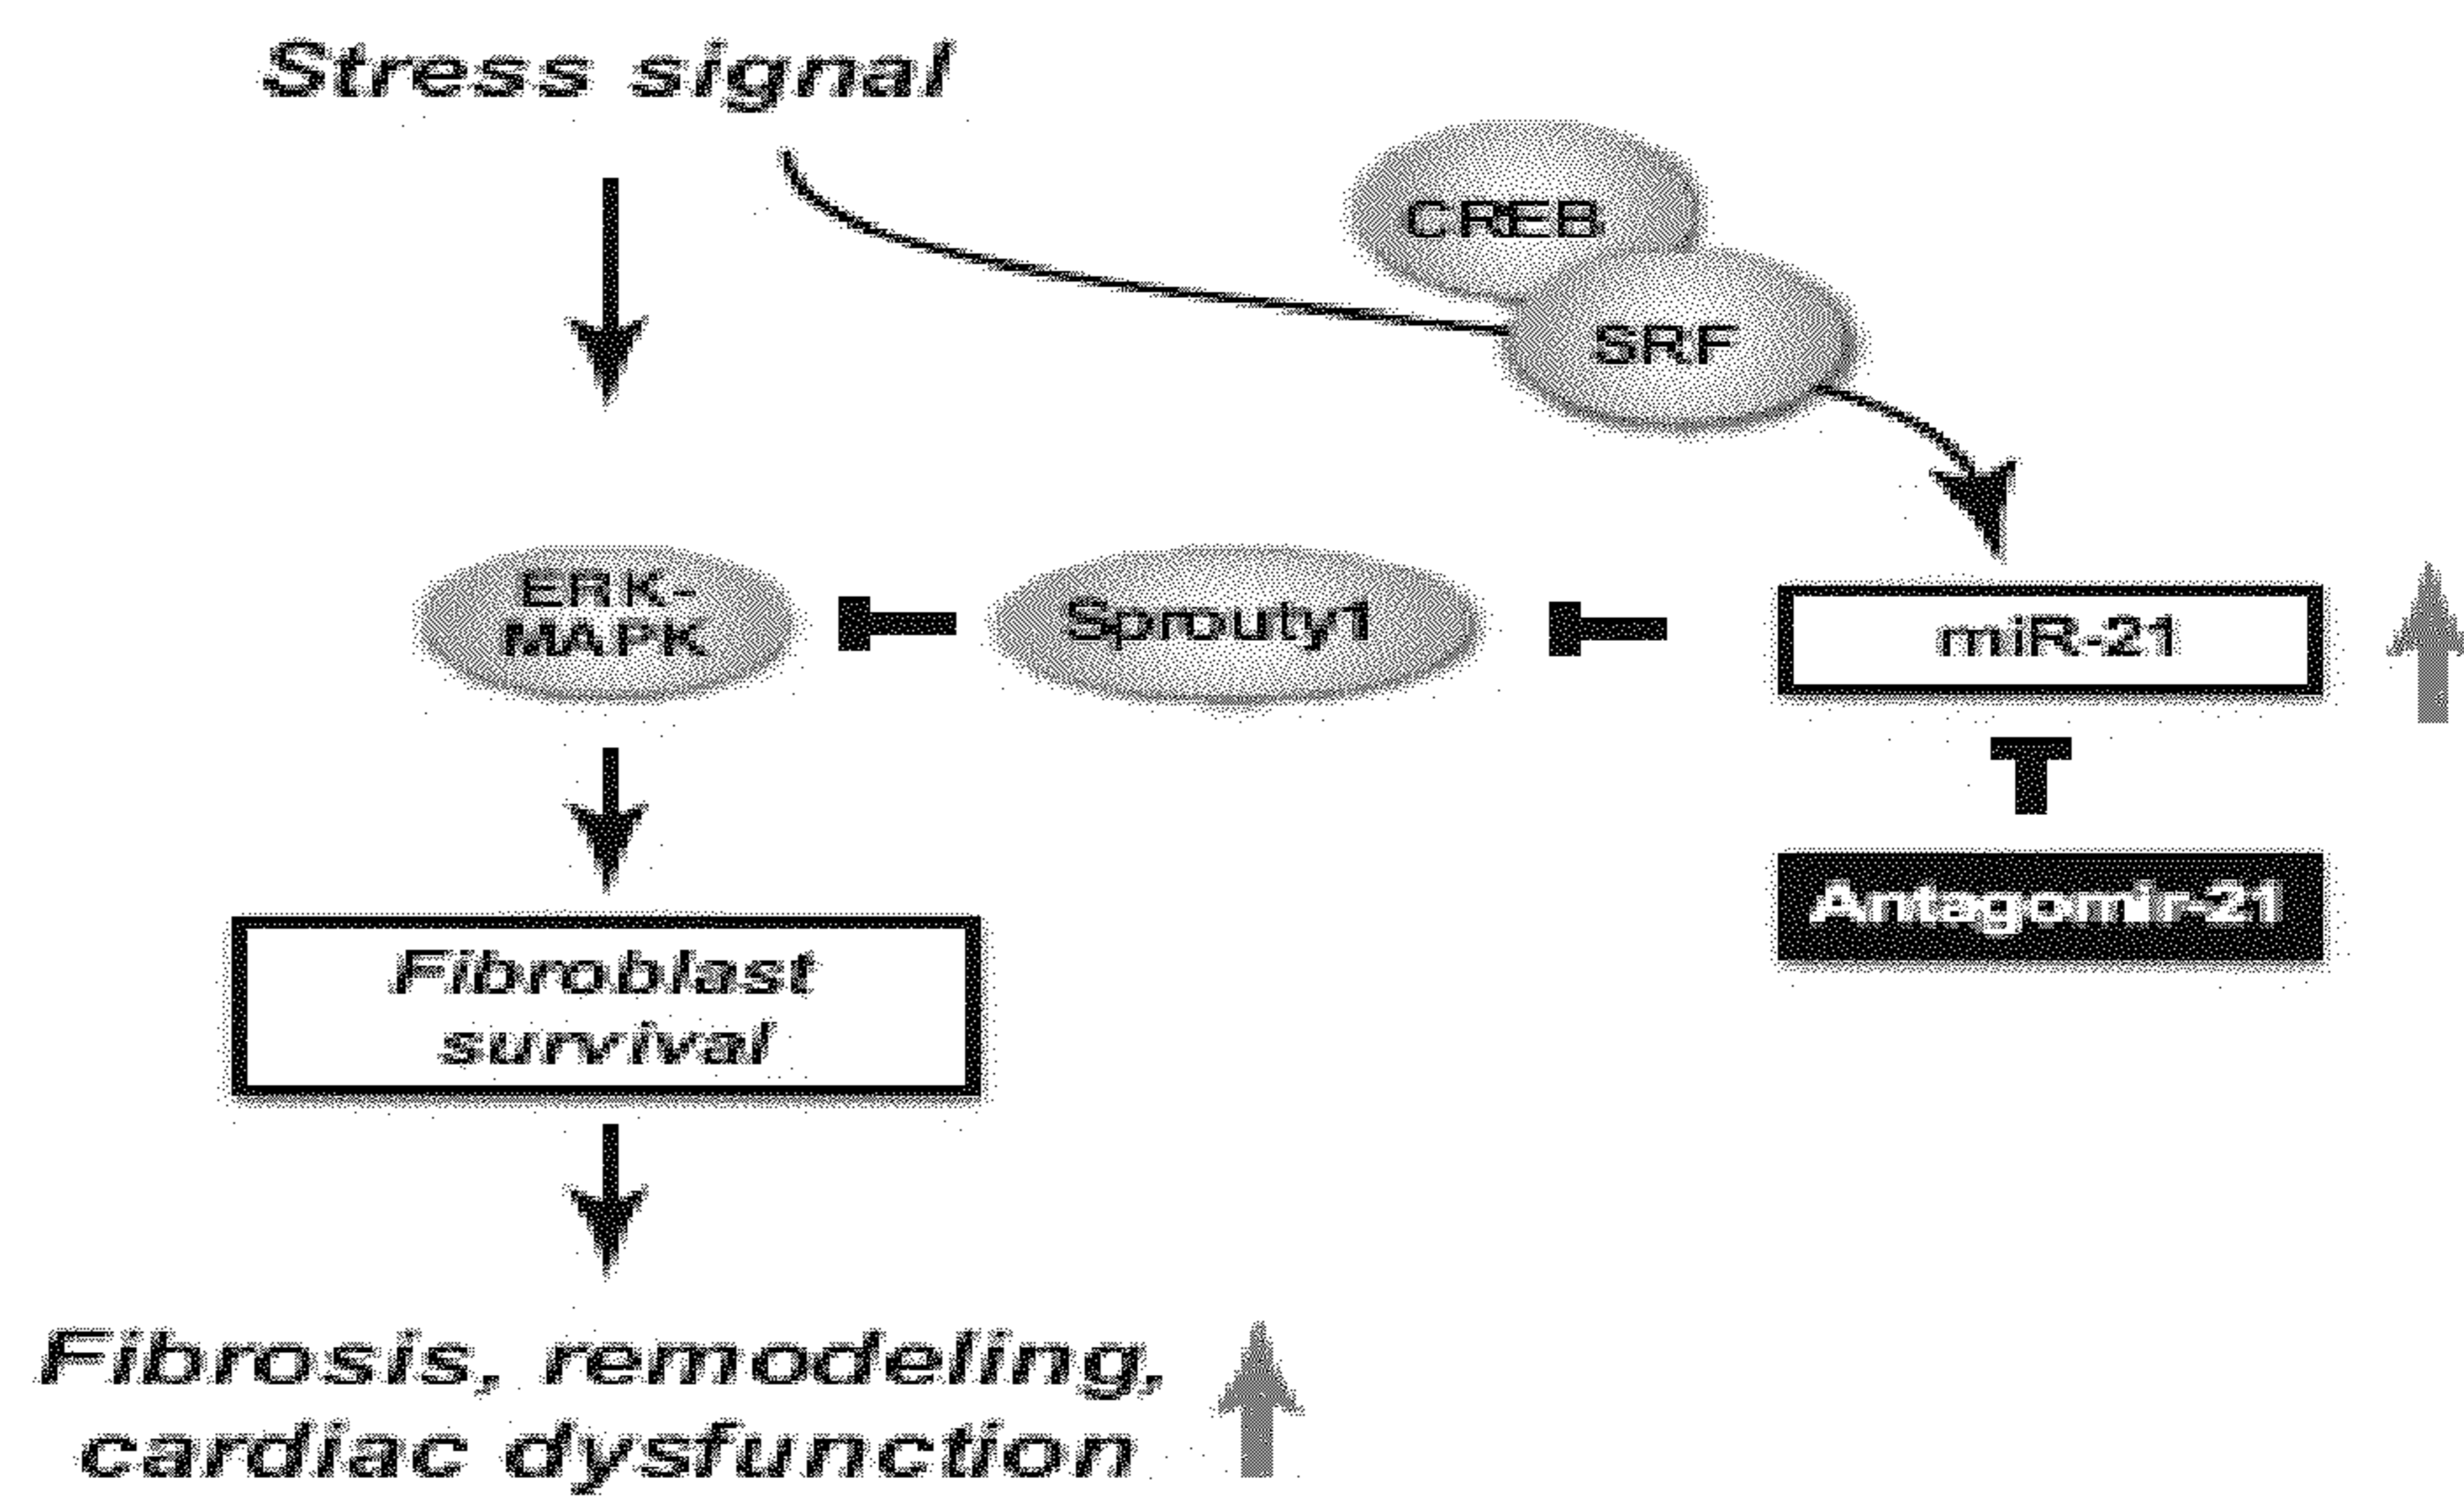 Stress signal
CREB
SRF
ERK-
MAPK
Sprouty1
miR-21
Antagomir-21
Fibroblast
survival
Fibrosis, remodeling,
cardiac dysfunction